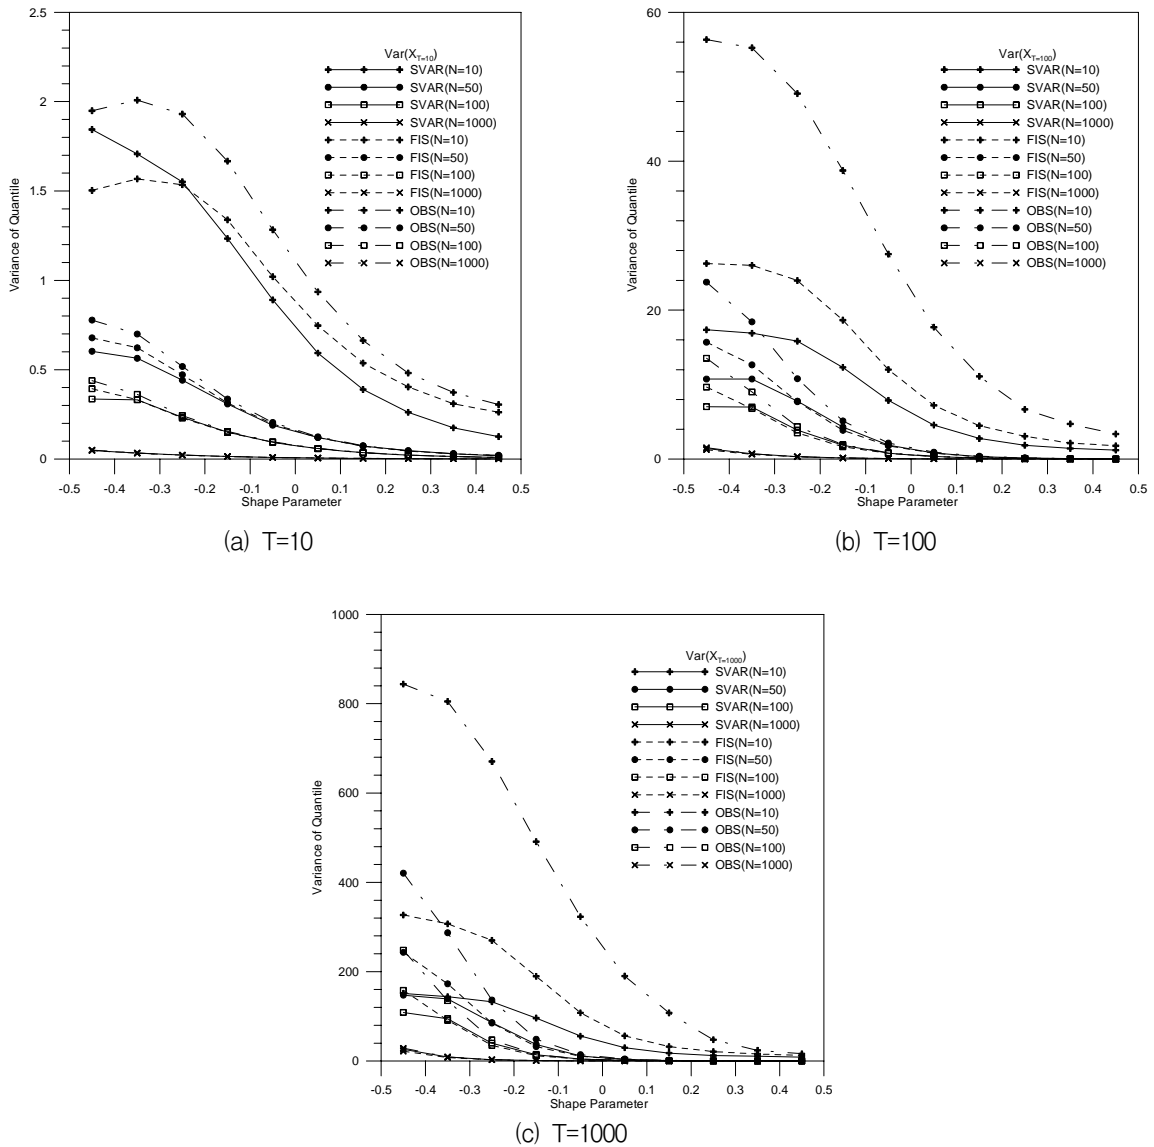 2.5
2
1.5
1
0.5
0
Variance of Quantile
-0.5 -0.4 -0.3 -0.2 -0.1 0 0.1 0.2 0.3 0.4 0.5
Shape Parameter
Var(X_T=10)
SVAR(N=10)
SVAR(N=50)
SVAR(N=100)
SVAR(N=1000)
FIS(N=10)
FIS(N=50)
FIS(N=100)
FIS(N=1000)
OBS(N=10)
OBS(N=50)
OBS(N=100)
OBS(N=1000)
(a) T=10
60
40
20
0
Variance of Quantile
-0.5 -0.4 -0.3 -0.2 -0.1 0 0.1 0.2 0.3 0.4 0.5
Shape Parameter
Var(X_T=100)
SVAR(N=10)
SVAR(N=50)
SVAR(N=100)
SVAR(N=1000)
FIS(N=10)
FIS(N=50)
FIS(N=100)
FIS(N=1000)
OBS(N=10)
OBS(N=50)
OBS(N=100)
OBS(N=1000)
(b) T=100
1000
800
600
400
200
0
Variance of Quantile
-0.5 -0.4 -0.3 -0.2 -0.1 0 0.1 0.2 0.3 0.4 0.5
Shape Parameter
Var(X_T=1000)
SVAR(N=10)
SVAR(N=50)
SVAR(N=100)
SVAR(N=1000)
FIS(N=10)
FIS(N=50)
FIS(N=100)
FIS(N=1000)
OBS(N=10)
OBS(N=50)
OBS(N=100)
OBS(N=1000)
(c) T=1000